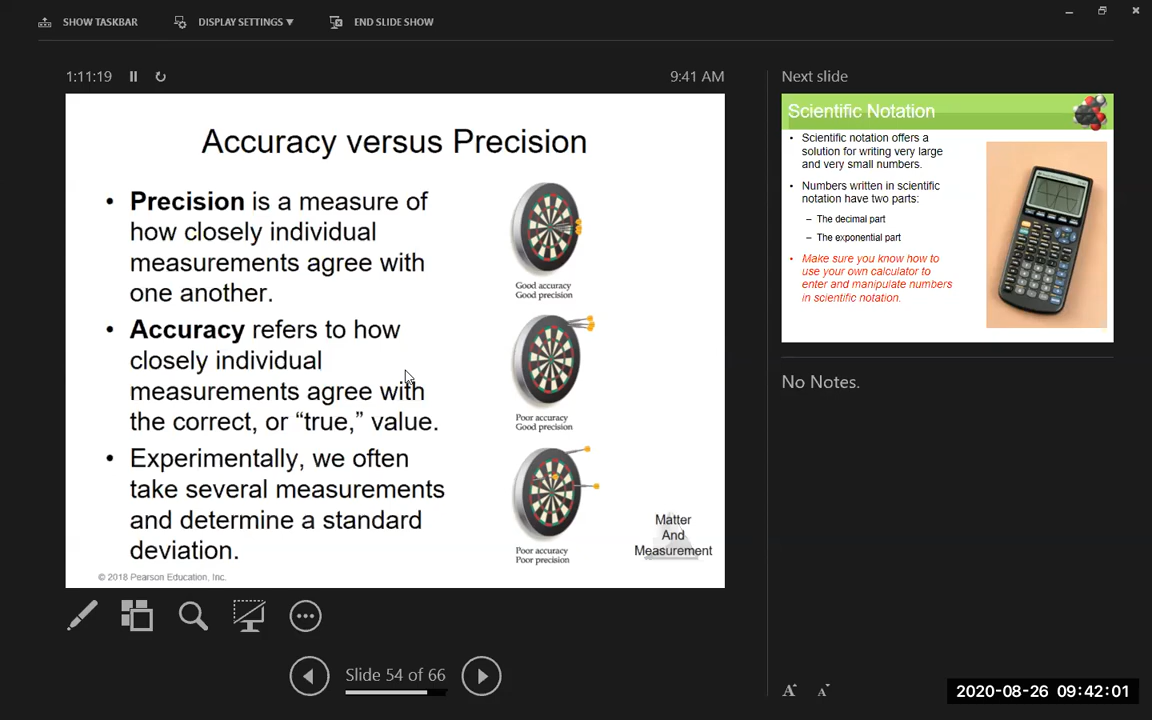 SHOW TASKBAR
DISPLAY SETTINGS ▼
END SLIDE SHOW
1:11:19
9:41 AM
Accuracy versus Precision
• Precision is a measure of
how closely individual
measurements agree with
one another.
• Accuracy refers to how
closely individual
measurements agree with
the correct, or “true,” value.
• Experimentally, we often
take several measurements
and determine a standard
deviation.
Good accuracy
Good precision
Poor accuracy
Good precision
Poor accuracy
Poor precision
Matter
And
Measurement
© 2018 Pearson Education, Inc.
Slide 54 of 66
Next slide
Scientific Notation
• Scientific notation offers a
solution for writing very large
and very small numbers.
• Numbers written in scientific
notation have two parts:
– The decimal part
– The exponential part
• Make sure you know how to
use your own calculator to
enter and manipulate numbers
in scientific notation.
No Notes.
A A
2020-08-26 09:42:01